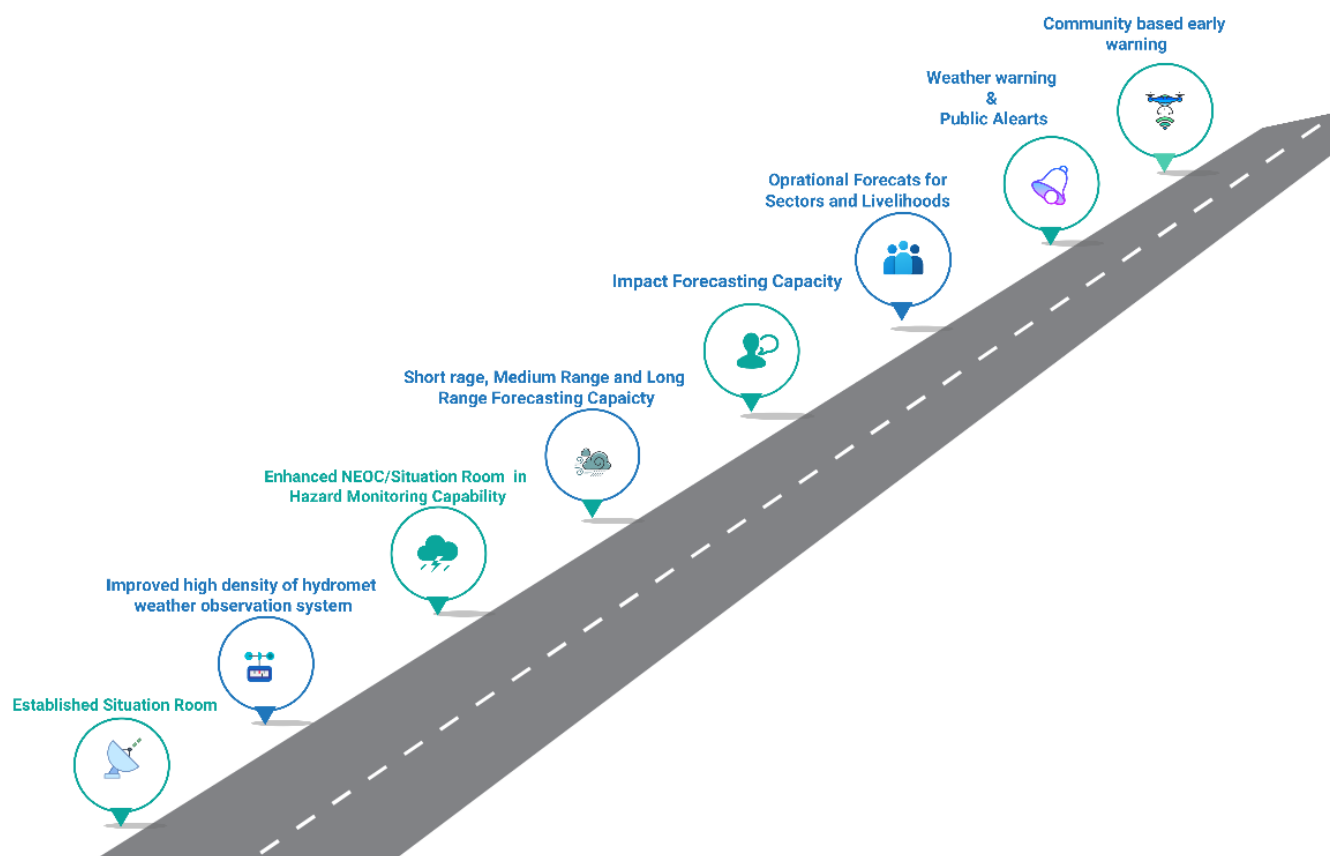 Community based early
warning
Weather warning
&
Public Alearts
Oprational Forecats for
Sectors and Livelihoods
Impact Forecasting Capacity
Short rage, Medium Range and Long
Range Forecasting Capaicty
Enhanced NEOC/Situation Room in
Hazard Monitoring Capability
Improved high density of hydromet
weather observation system
Established Situation Room